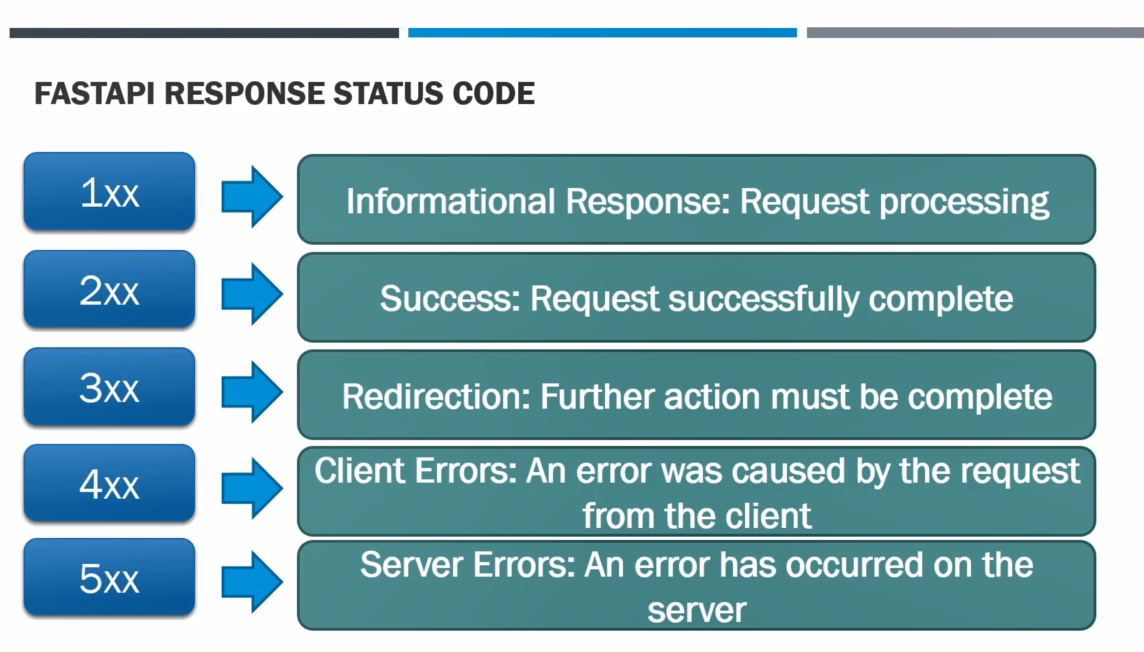 FASTAPI RESPONSE STATUS CODE
1xx
Informational Response: Request processing
2xx
Success: Request successfully complete
3xx
Redirection: Further action must be complete
4xx
Client Errors: An error was caused by the request
from the client
5xx
Server Errors: An error has occurred on the
server